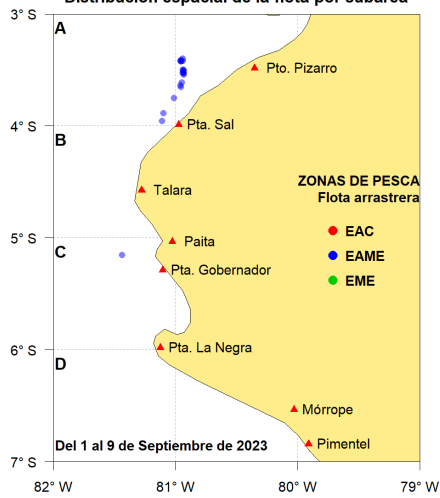 Distribución espacial de la flota por subárea
3° S
A
Pto. Pizarro
4° S
Pta. Sal
B
ZONAS DE PESCA
Talara
Flota arrastrera
EAC
5° S
Paita
C
EAME
Pta. Gobernador
EME
6° S
Pta. La Negra
D
Mórrope
Del 1 al 9 de Septiembre de 2023
Pimentel
7° S
82° W
81° W
80° W
79° W